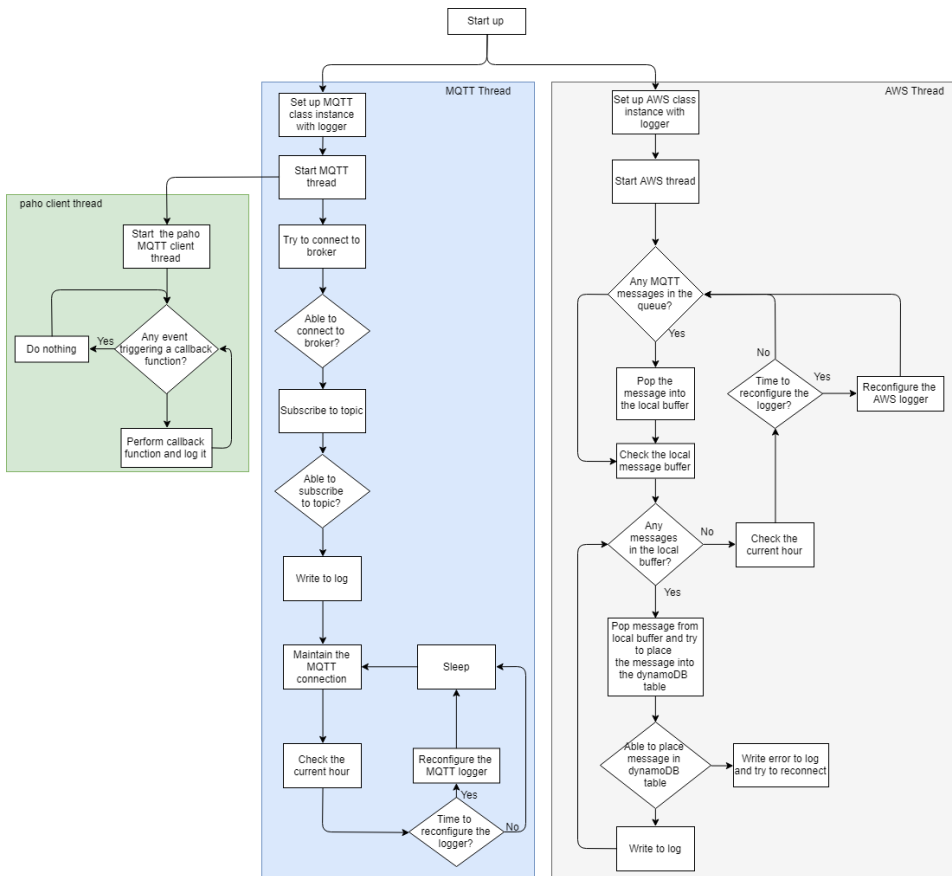 Start up
MQTT Thread
Set up MQTT
class instance
with logger
Start MQTT
thread
Try to connect to
broker
Able to
connect to
broker?
Subscribe to topic
Able to
subscribe
to topic?
Write to log
Maintain the
MQTT
connection
Sleep
Check the
current hour
Reconfigure the
MQTT logger
Yes
Time to
reconfigure the
logger?
No
paho client thread
Start  the paho
MQTT client
thread
Any event
triggering a callback
function?
Yes
Do nothing
Perform callback
function and log it
AWS Thread
Set up AWS class
instance with
logger
Start AWS thread
Any MQTT
messages in the
queue?
Yes
Pop the
message into
the local buffer
Check the local
message buffer
Any
messages
in the local
buffer?
No
Check the
current hour
Time to
reconfigure the
logger?
No
Yes
Reconfigure the
AWS logger
Yes
Pop message from
local buffer and try
to place
the message into
the dynamoDB
table
Able to place
message in
dynamoDB
table
Write error to log
and try to reconnect
Write to log